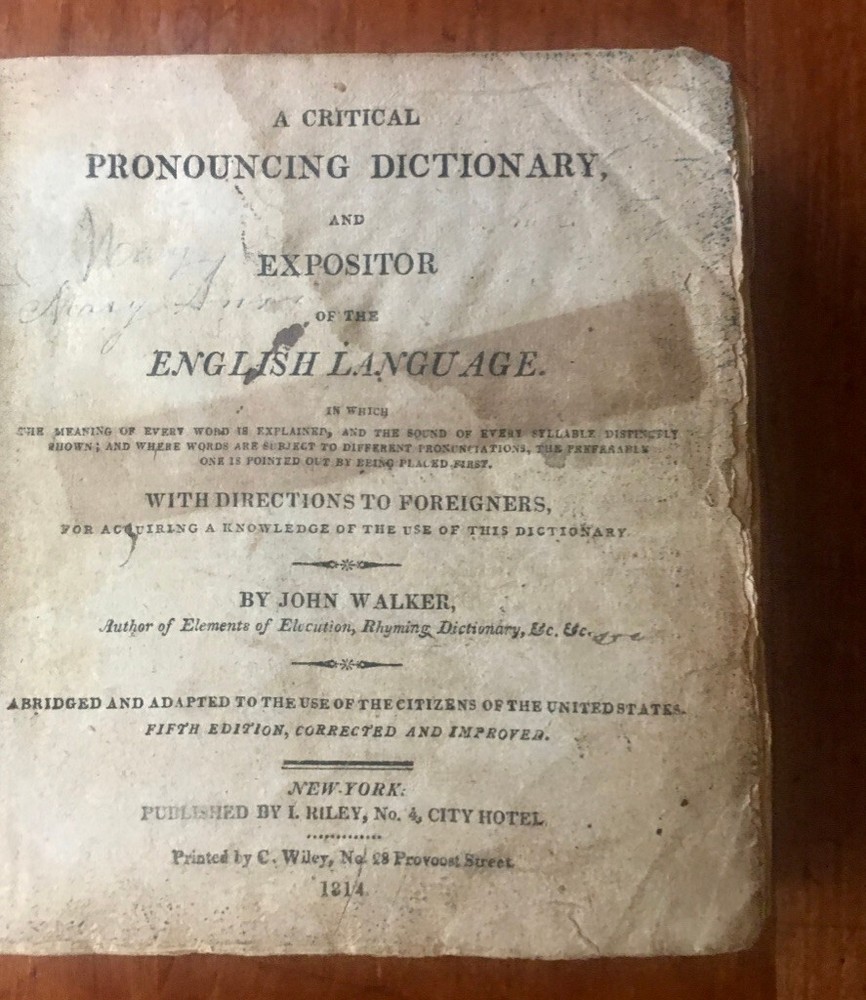 A CRITICAL
PRONOUNCING DICTIONARY,
AND
EXPOSITOR
OF THE
ENGLISH LANGUAGE.
IN WHICH
THE MEANING OF EVERY WORD IS EXPLAINED, AND THE SOUND OF EVERY SYLLABLE DISTINCTLY
SHOWN; AND WHERE WORDS ARE SUBJECT TO DIFFERENT PRONUNCIATIONS, THE PREFERABLE
ONE IS POINTED OUT BY BEING PLACED FIRST.
WITH DIRECTIONS TO FOREIGNERS,
FOR ACQUIRING A KNOWLEDGE OF THE USE OF THIS DICTIONARY
BY JOHN WALKER,
Author of Elements of Elocution, Rhyming Dictionary, &c. &c.
ABRIDGED AND ADAPTED TO THE USE OF THE CITIZENS OF THE UNITED STATES.
FIFTH EDITION, CORRECTED AND IMPROVED.
NEW-YORK:
PUBLISHED BY I. RILEY, No. 4, CITY HOTEL
Printed by C. Wiley, No. 28 Provoost Street.
1814.
Mary